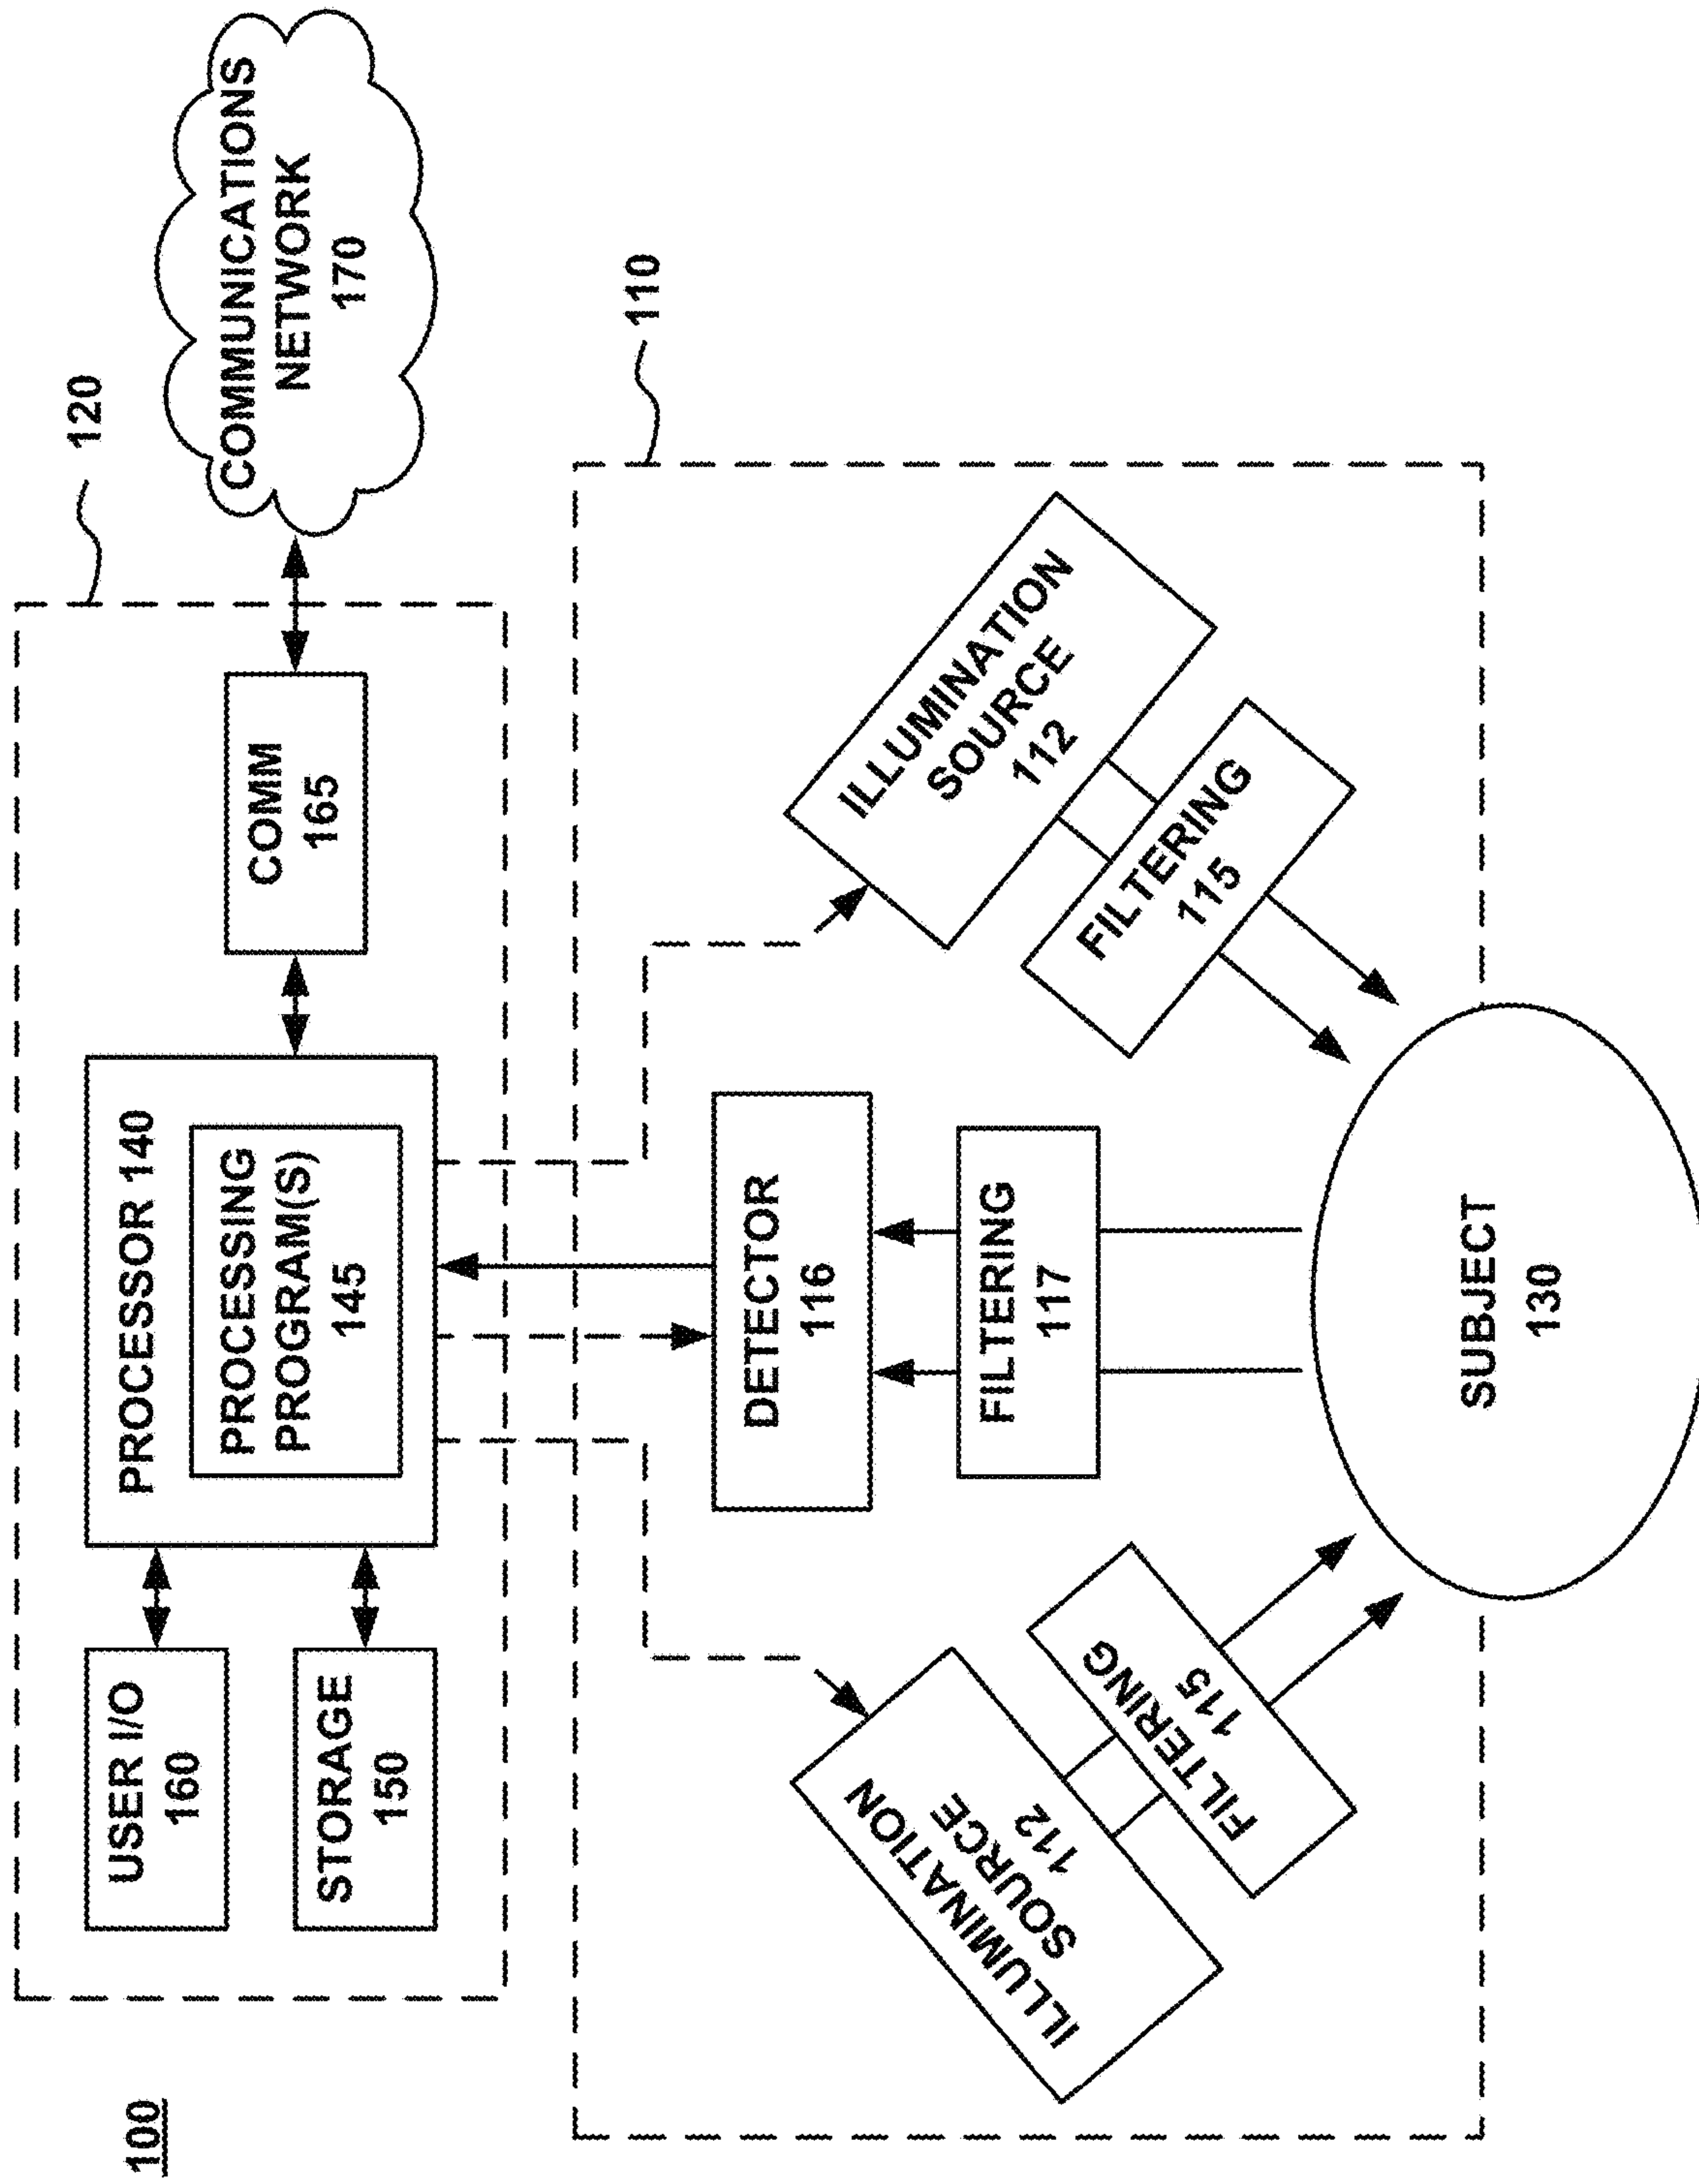 100
120
USER I/O
160
STORAGE
150
PROCESSOR 140
PROCESSING
PROGRAM(S)
145
COMM
165
COMMUNICATIONS
NETWORK
170
110
ILLUMINATION
SOURCE
112
FILTERING
115
DETECTOR
116
FILTERING
117
ILLUMINATION
SOURCE
112
FILTERING
115
SUBJECT
130